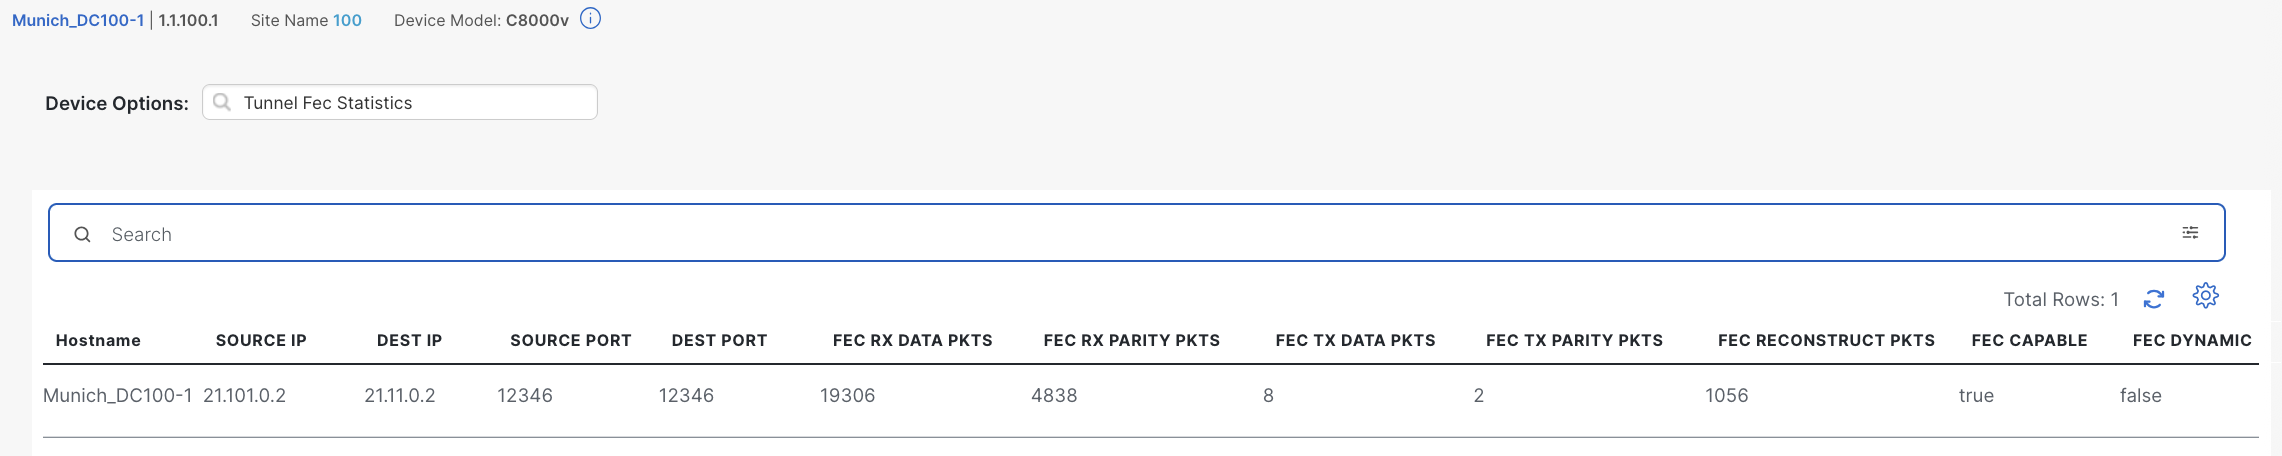 Munich_DC100-1 | 1.1.100.1 Site Name 100 Device Model: C8000v
Device Options: Tunnel Fec Statistics
Search
Total Rows: 1
Hostname SOURCE IP DEST IP SOURCE PORT DEST PORT FEC RX DATA PKTS FEC RX PARITY PKTS FEC TX DATA PKTS FEC TX PARITY PKTS FEC RECONSTRUCT PKTS FEC CAPABLE FEC DYNAMIC
Munich_DC100-1 21.101.0.2 21.11.0.2 12346 12346 19306 4838 8 2 1056 true false